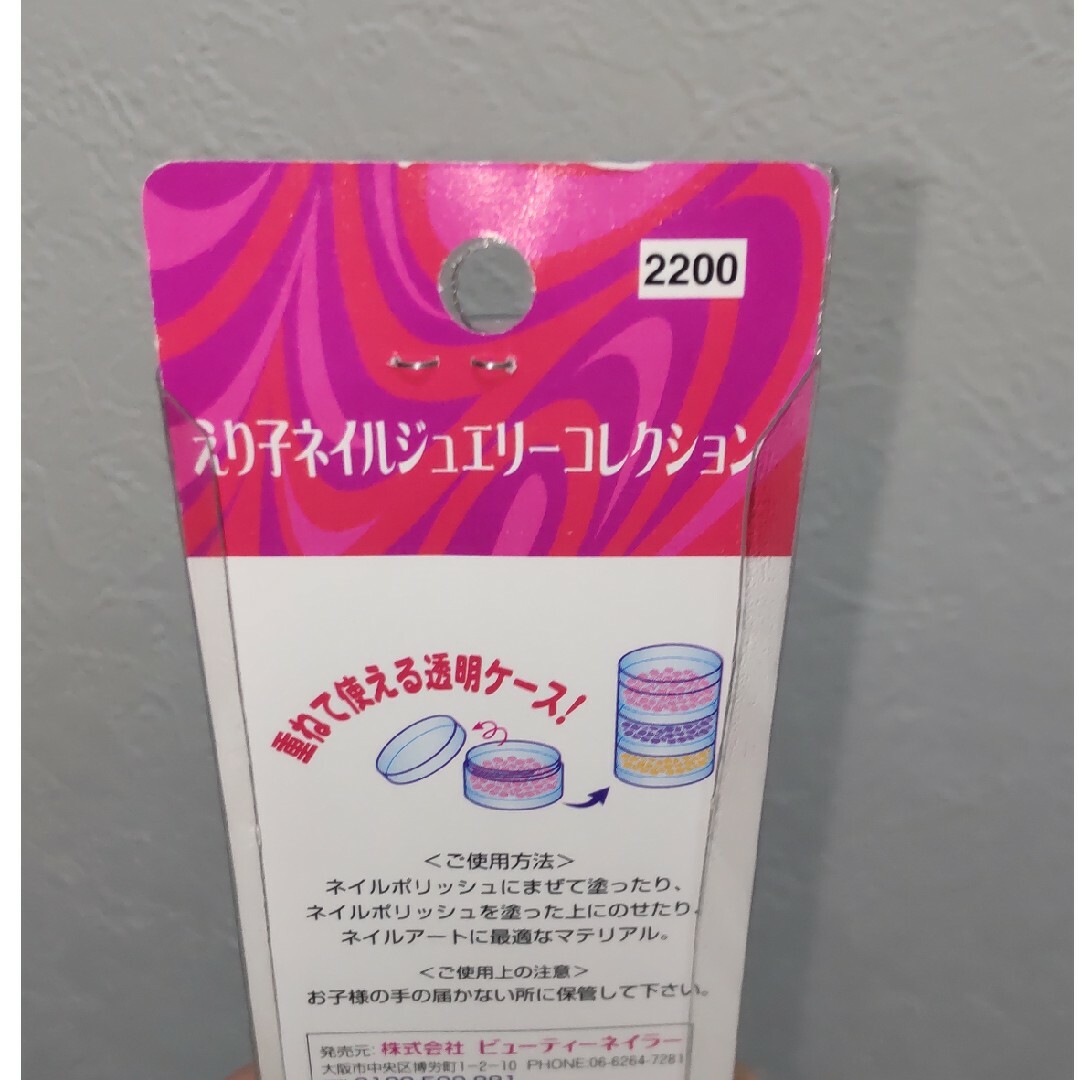 2200
えり子ネイルジュエリーコレクション
重ねて使える透明ケース!
<ご使用方法>
ネイルポリッシュにまぜて塗ったり、
ネイルポリッシュを塗った上にのせたり、
ネイルアートに最適なマテリアル。
<ご使用上の注意>
お子様の手の届かない所に保管して下さい。
発売元: 株式会社 ビューティーネイラー
大阪市中央区博労町1-2-10 PHONE:06-6264-7281